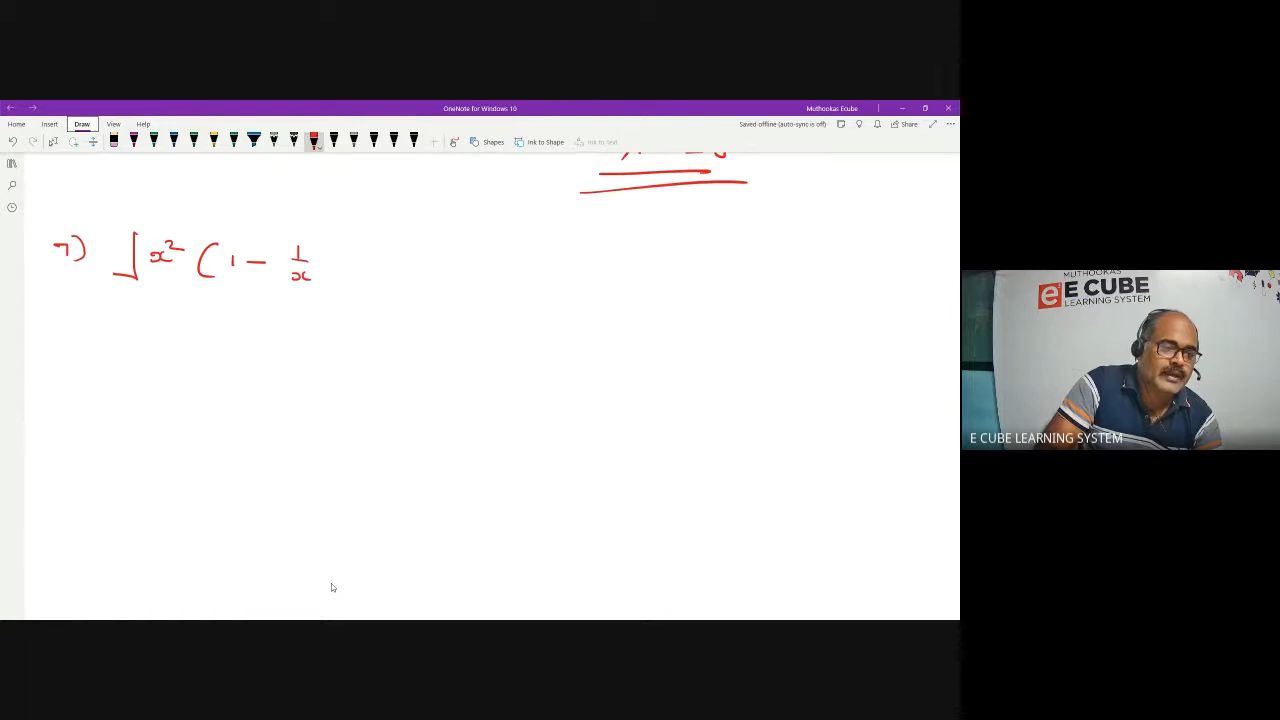 OneNote for Windows 10
Muthookas Ecube
Home Insert Draw View Help
Saved offline (auto-sync is off) Share
Shapes Ink to Shape Ink to Text
7) ∫x² (1 - 1/x
MUTHOOKAS
e E CUBE
LEARNING SYSTEM
E CUBE LEARNING SYSTEM